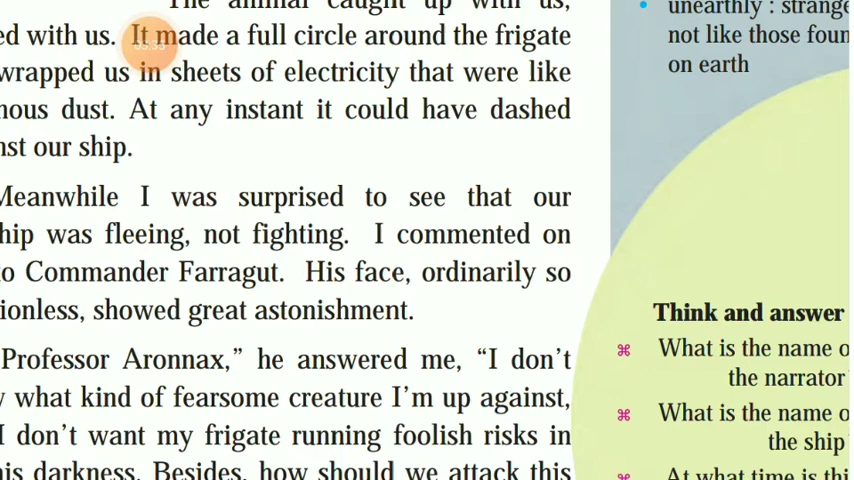 The animal caught up with us,
ed with us. It made a full circle around the frigate
wrapped us in sheets of electricity that were like
nous dust. At any instant it could have dashed
nst our ship.
Meanwhile I was surprised to see that our
hip was fleeing, not fighting. I commented on
to Commander Farragut. His face, ordinarily so
ionless, showed great astonishment.
Professor Aronnax,” he answered me, “I don’t
w what kind of fearsome creature I’m up against,
I don’t want my frigate running foolish risks in
his darkness. Besides, how should we attack this
unearthly : strange
not like those foun
on earth
Think and answer
What is the name o
the narrator
What is the name o
the ship
At what time is thi